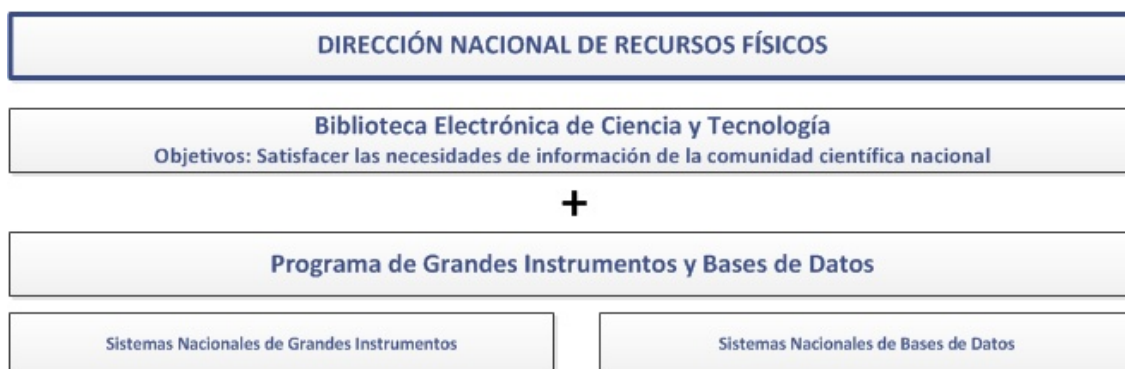 DIRECCIÓN NACIONAL DE RECURSOS FÍSICOS
Biblioteca Electrónica de Ciencia y Tecnología
Objetivos: Satisfacer las necesidades de información de la comunidad científica nacional
+
Programa de Grandes Instrumentos y Bases de Datos
Sistemas Nacionales de Grandes Instrumentos
Sistemas Nacionales de Bases de Datos